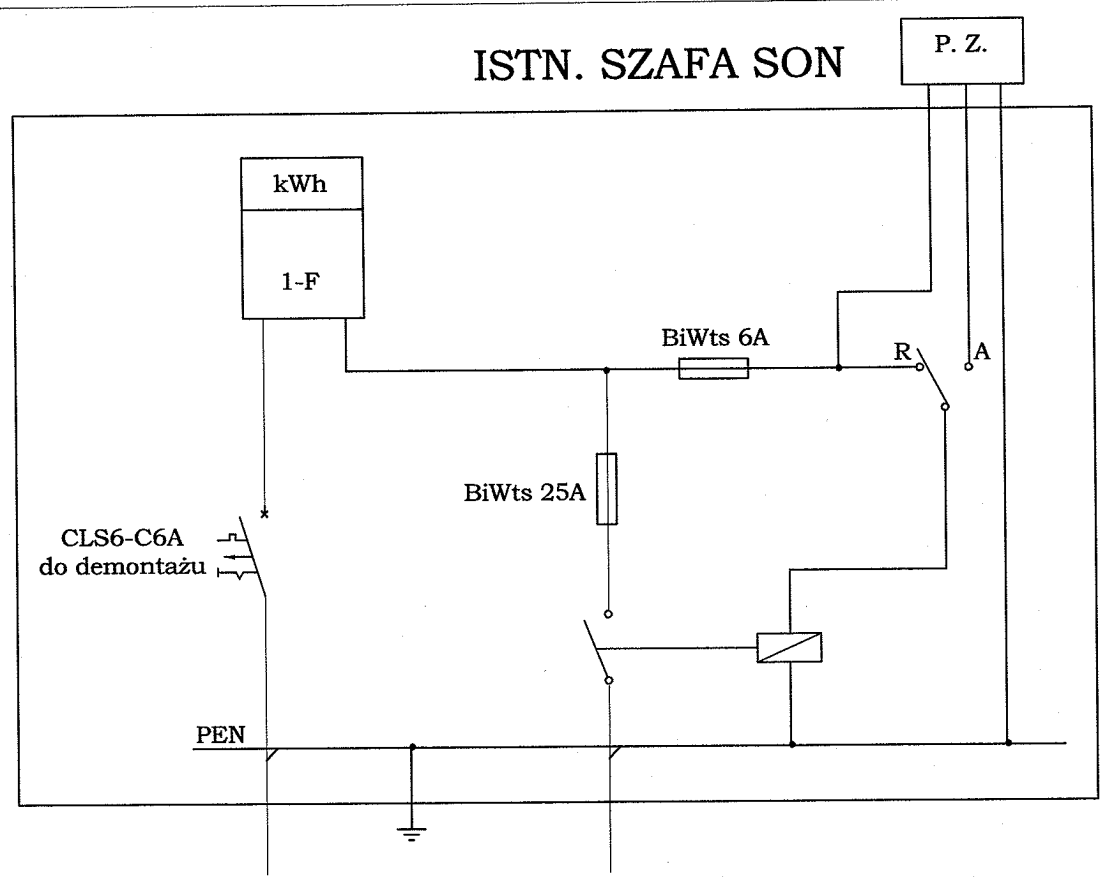 ISTN. SZAFA SON
P. Z.
kWh
1-F
BiWts 6A
R
A
BiWts 25A
CLS6-C6A
do demontażu
PEN